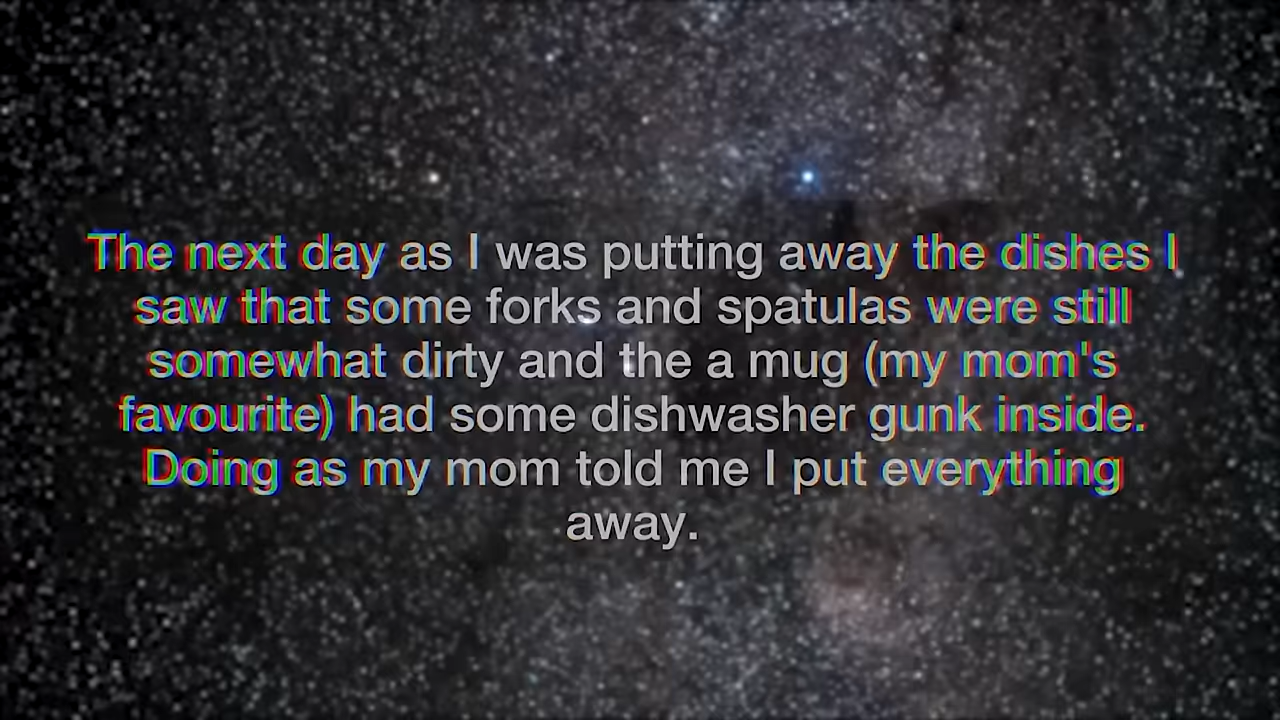 The next day as I was putting away the dishes I
saw that some forks and spatulas were still
somewhat dirty and the a mug (my mom's
favourite) had some dishwasher gunk inside.
Doing as my mom told me I put everything
away.